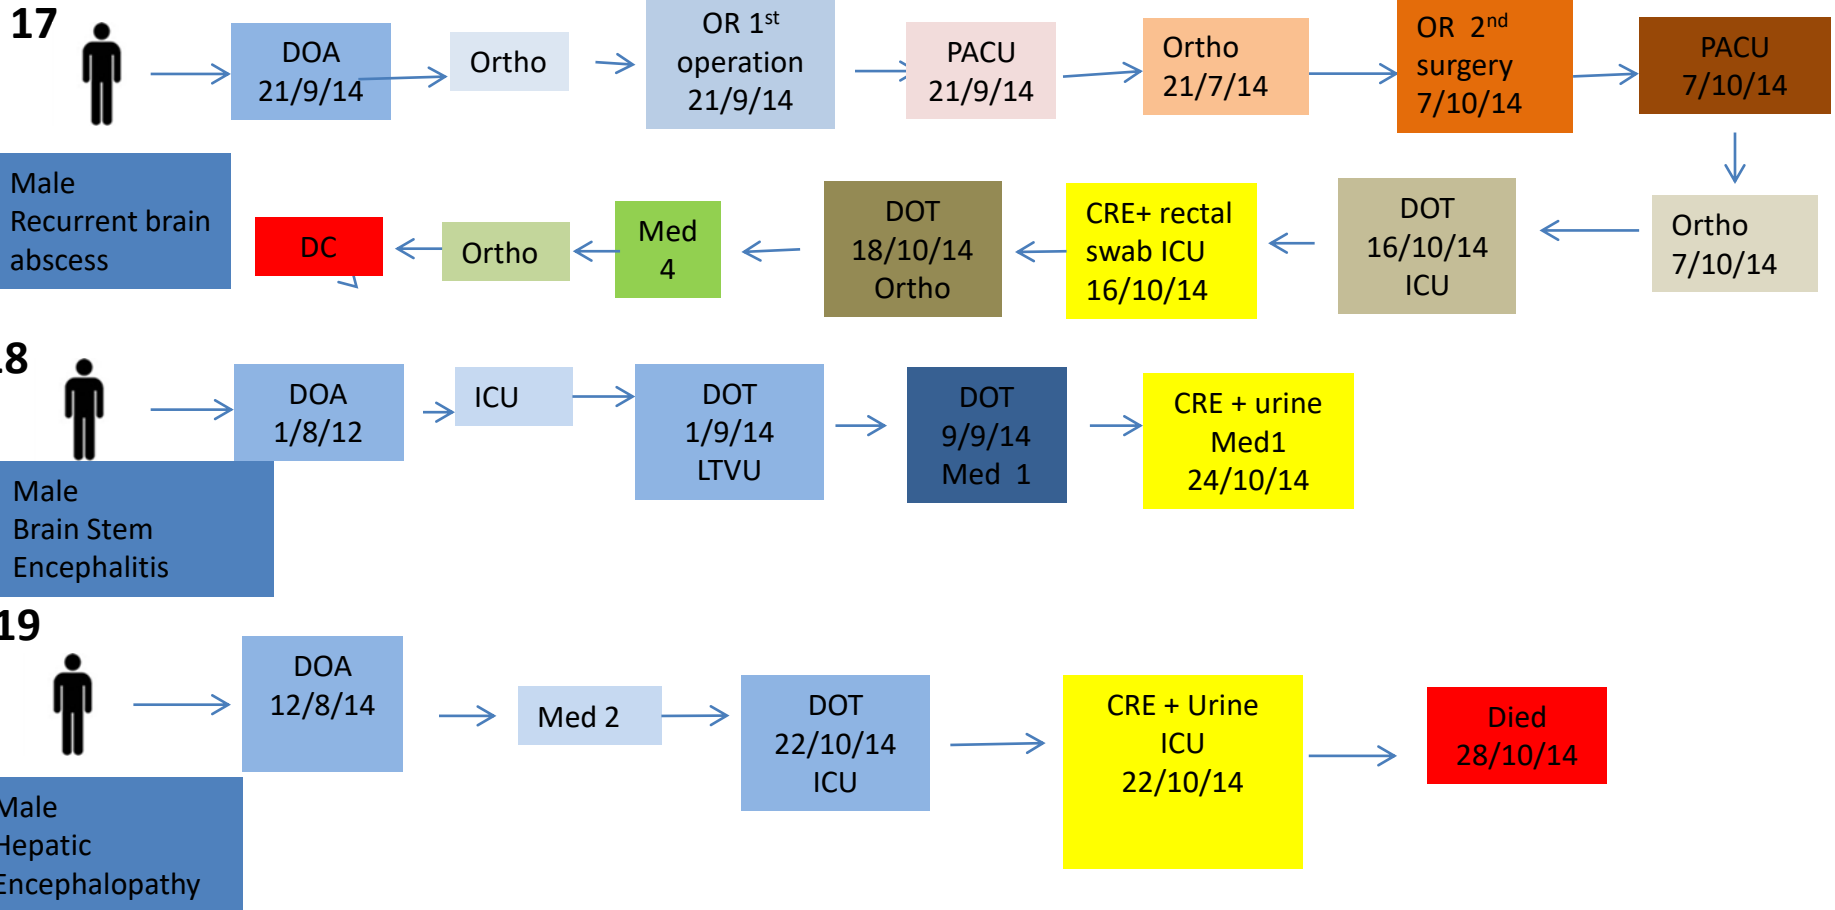 17
DOA
21/9/14
Ortho
OR 1st
operation
21/9/14
PACU
21/9/14
Ortho
21/7/14
OR 2nd
surgery
7/10/14
PACU
7/10/14
Male
Recurrent brain
abscess
DC
Ortho
Med
4
DOT
18/10/14
Ortho
CRE+ rectal
swab ICU
16/10/14
DOT
16/10/14
ICU
Ortho
7/10/14
18
DOA
1/8/12
ICU
DOT
1/9/14
LTVU
DOT
9/9/14
Med 1
CRE + urine
Med1
24/10/14
Male
Brain Stem
Encephalitis
19
DOA
12/8/14
Med 2
DOT
22/10/14
ICU
CRE + Urine
ICU
22/10/14
Died
28/10/14
Male
Hepatic
Encephalopathy